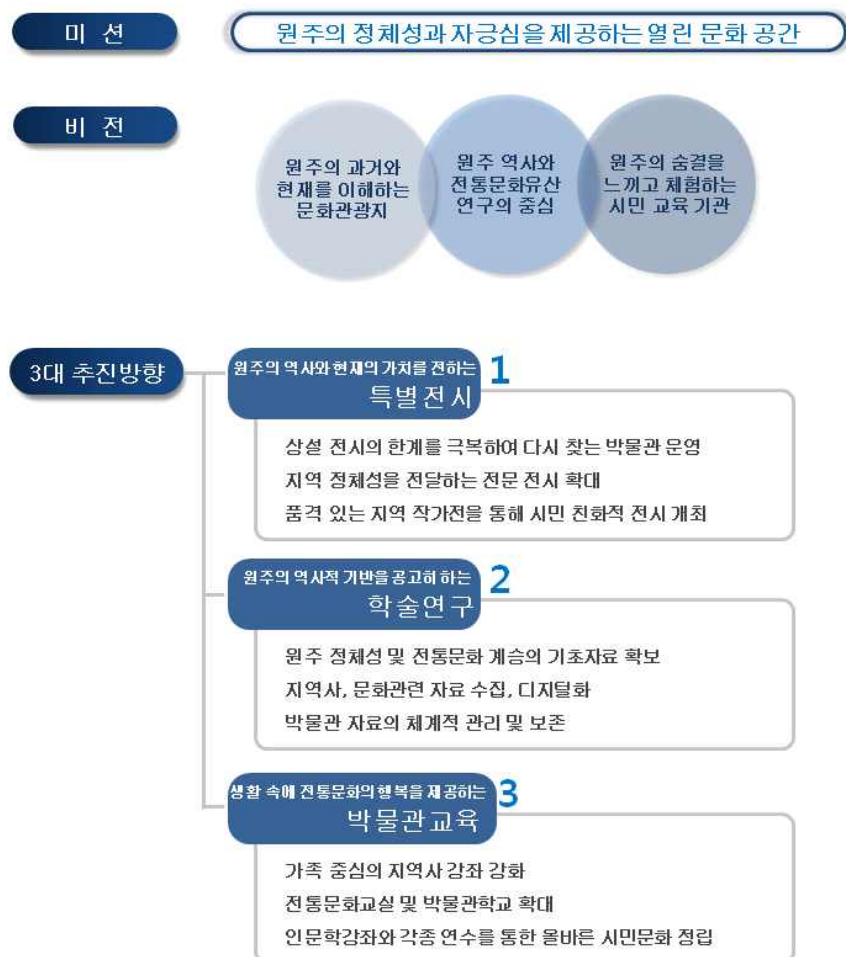 미 션
원주의 정체성과 자긍심을 제공하는 열린 문화 공간
비 전
원주의 과거와
현재를 이해하는
문화관광지
원주 역사와
전통문화유산
연구의 중심
원주의 숨결을
느끼고 체험하는
시민 교육 기관
3대 추진방향
원주의 역사와 현재의 가치를 전하는
특별전시
1
상설 전시의 한계를 극복하여 다시 찾는 박물관 운영
지역 정체성을 전달하는 전문 전시 확대
품격 있는 지역 작가전을 통해 시민 친화적 전시 개최
원주의 역사적 기반을 공고히 하는
학술연구
2
원주 정체성 및 전통문화 계승의 기초자료 확보
지역사, 문화관련 자료 수집, 디지털화
박물관 자료의 체계적 관리 및 보존
생활 속에 전통문화의 행복을 제공하는
박물관교육
3
가족 중심의 지역사 강좌 강화
전통문화교실 및 박물관학교 확대
인문학강좌와 각종 연수를 통한 올바른 시민문화 정립